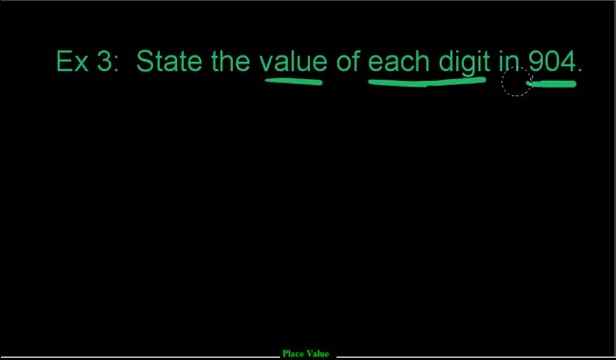 Ex 3:  State the value of each digit in 904.
Place Value